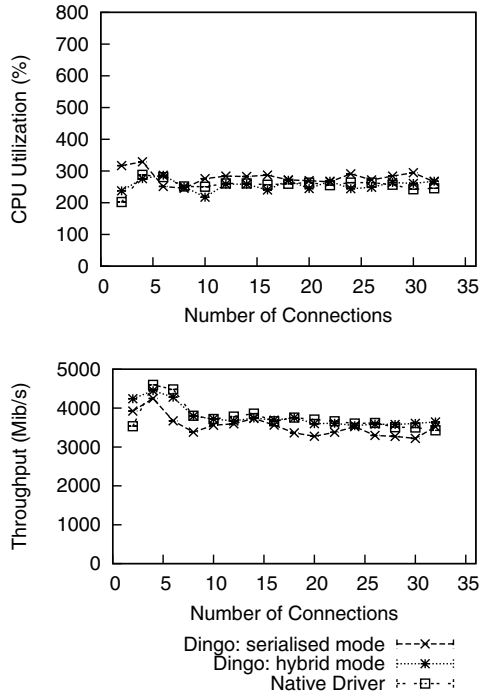 800
700
600
500
400
300
200
100
0
CPU Utilization (%)
0 5 10 15 20 25 30 35
Number of Connections
5000
4000
3000
2000
1000
0
Throughput (Mib/s)
0 5 10 15 20 25 30 35
Number of Connections
Dingo: serialised mode
Dingo: hybrid mode
Native Driver